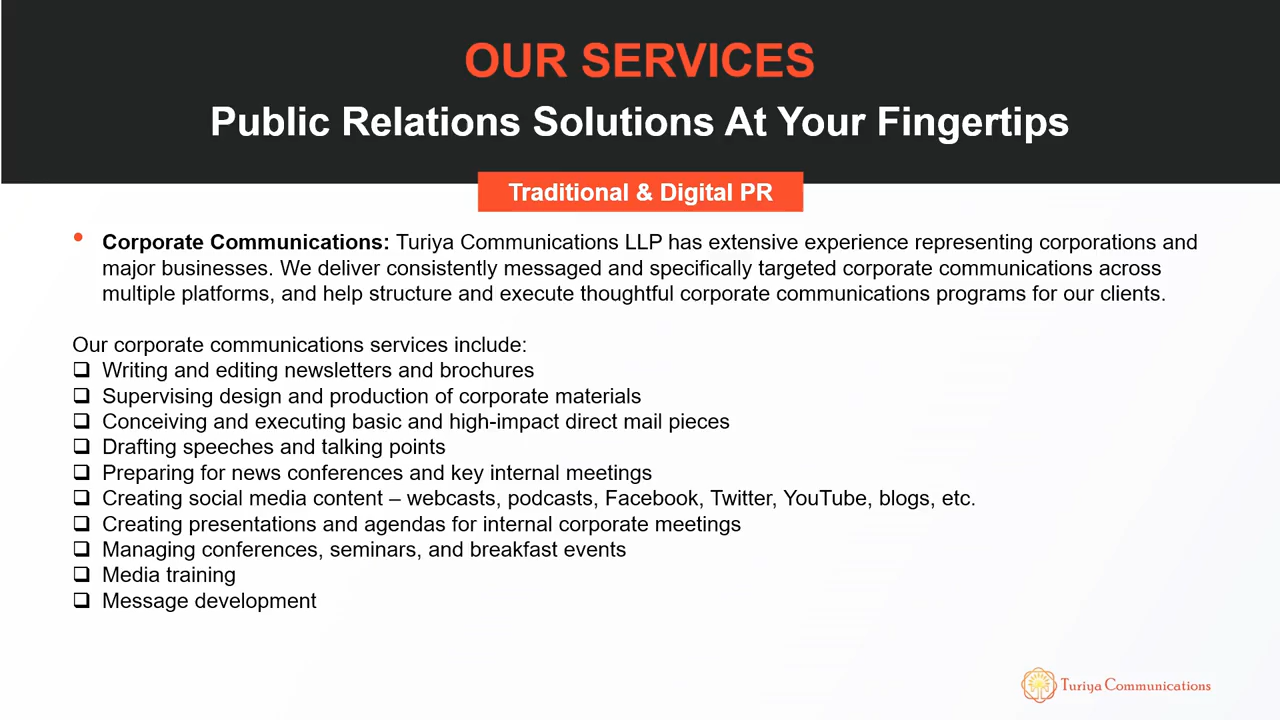 OUR SERVICES
Public Relations Solutions At Your Fingertips
Traditional & Digital PR
• Corporate Communications: Turiya Communications LLP has extensive experience representing corporations and
major businesses. We deliver consistently messaged and specifically targeted corporate communications across
multiple platforms, and help structure and execute thoughtful corporate communications programs for our clients.
Our corporate communications services include:
❑ Writing and editing newsletters and brochures
❑ Supervising design and production of corporate materials
❑ Conceiving and executing basic and high-impact direct mail pieces
❑ Drafting speeches and talking points
❑ Preparing for news conferences and key internal meetings
❑ Creating social media content – webcasts, podcasts, Facebook, Twitter, YouTube, blogs, etc.
❑ Creating presentations and agendas for internal corporate meetings
❑ Managing conferences, seminars, and breakfast events
❑ Media training
❑ Message development
Turiya Communications